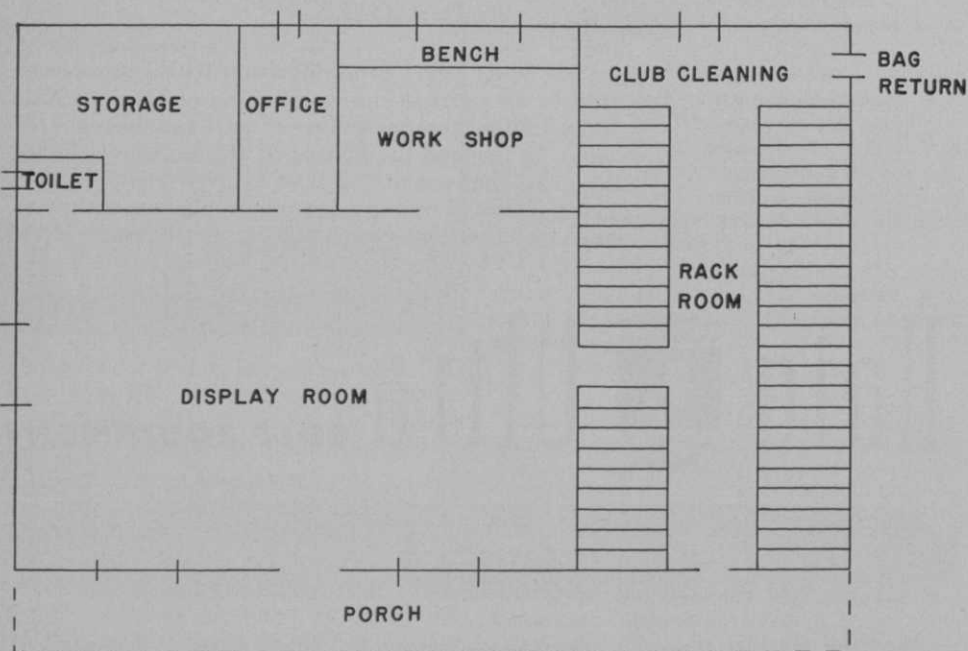 BENCH
CLUB CLEANING
BAG
RETURN
STORAGE
OFFICE
WORK SHOP
TOILET
RACK
ROOM
DISPLAY ROOM
PORCH